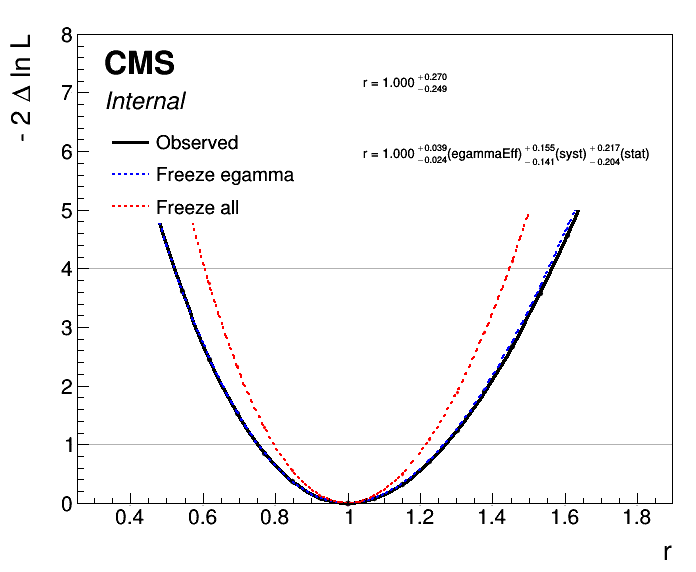 - 2 Δ ln L
8
7
6
5
4
3
2
1
0
CMS
Internal
Observed
Freeze egamma
Freeze all
r = 1.000 +0.270 −0.249
r = 1.000 +0.039 −0.024 (egammaEff) +0.155 −0.141 (syst) +0.217 −0.204 (stat)
0.4 0.6 0.8 1 1.2 1.4 1.6 1.8
r